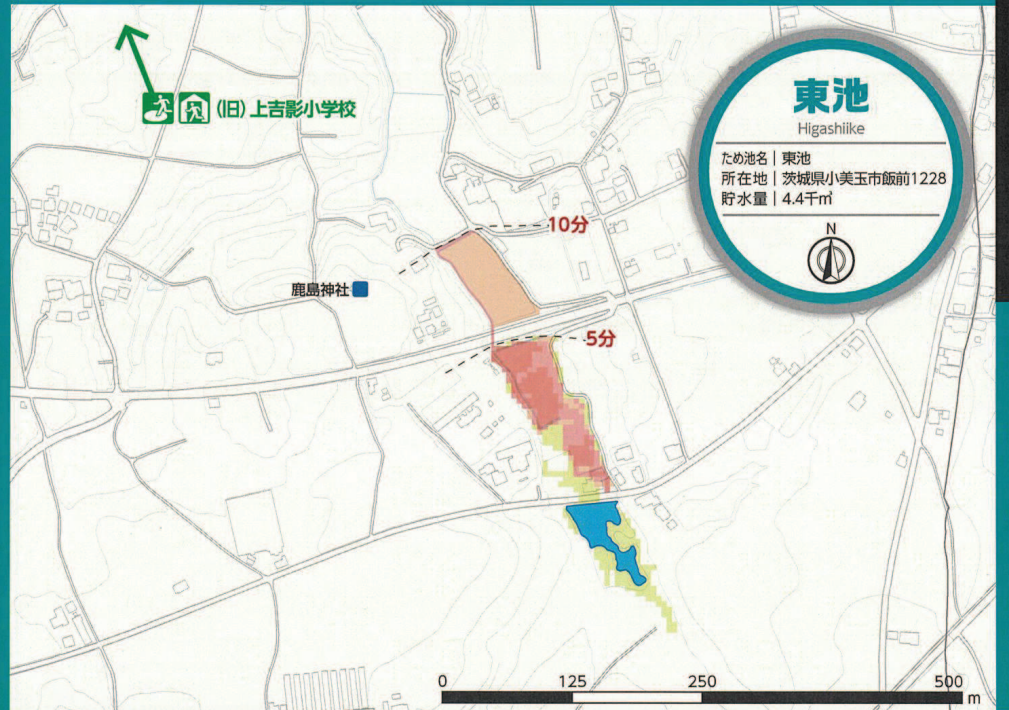 (旧)上吉影小学校
東池
Higashiike
ため池名 | 東池
所在地 | 茨城県小美玉市飯前1228
貯水量 | 4.4千㎥
N
10分
鹿島神社
5分
0 125 250 500 m